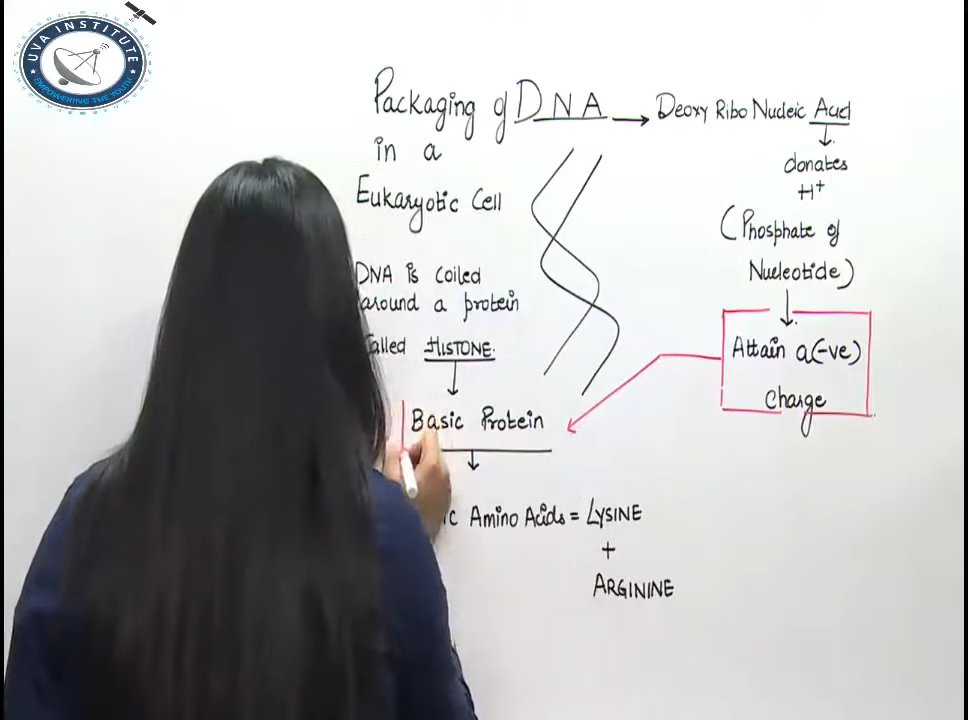 UVA INSTITUTE
EMPOWERING THE YOUTH
Packaging of DNA → Deoxy Ribo Nucleic Acid
in a
Eukaryotic Cell
donates
H+
(Phosphate of
Nucleotide)
Attain a (-ve)
Charge
DNA is coiled
around a protein
Called HISTONE.
Basic Protein
Amino Acids = LYSINE
+
ARGININE